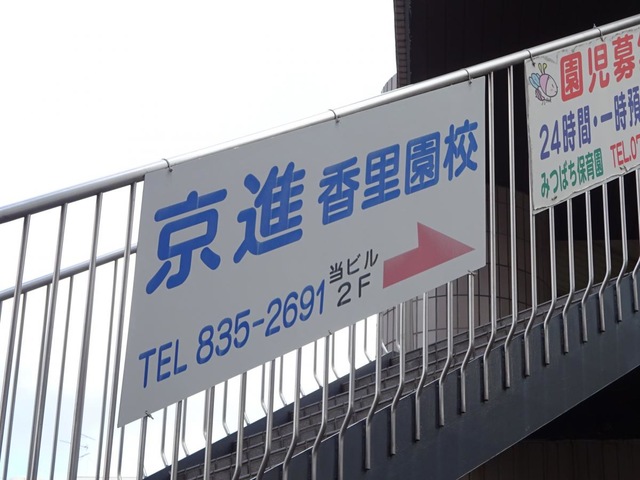 京進 香里園校
TEL 835-2691
当ビル
2F
園児募
24時間・一時預
みつばち保育園
TEL.07